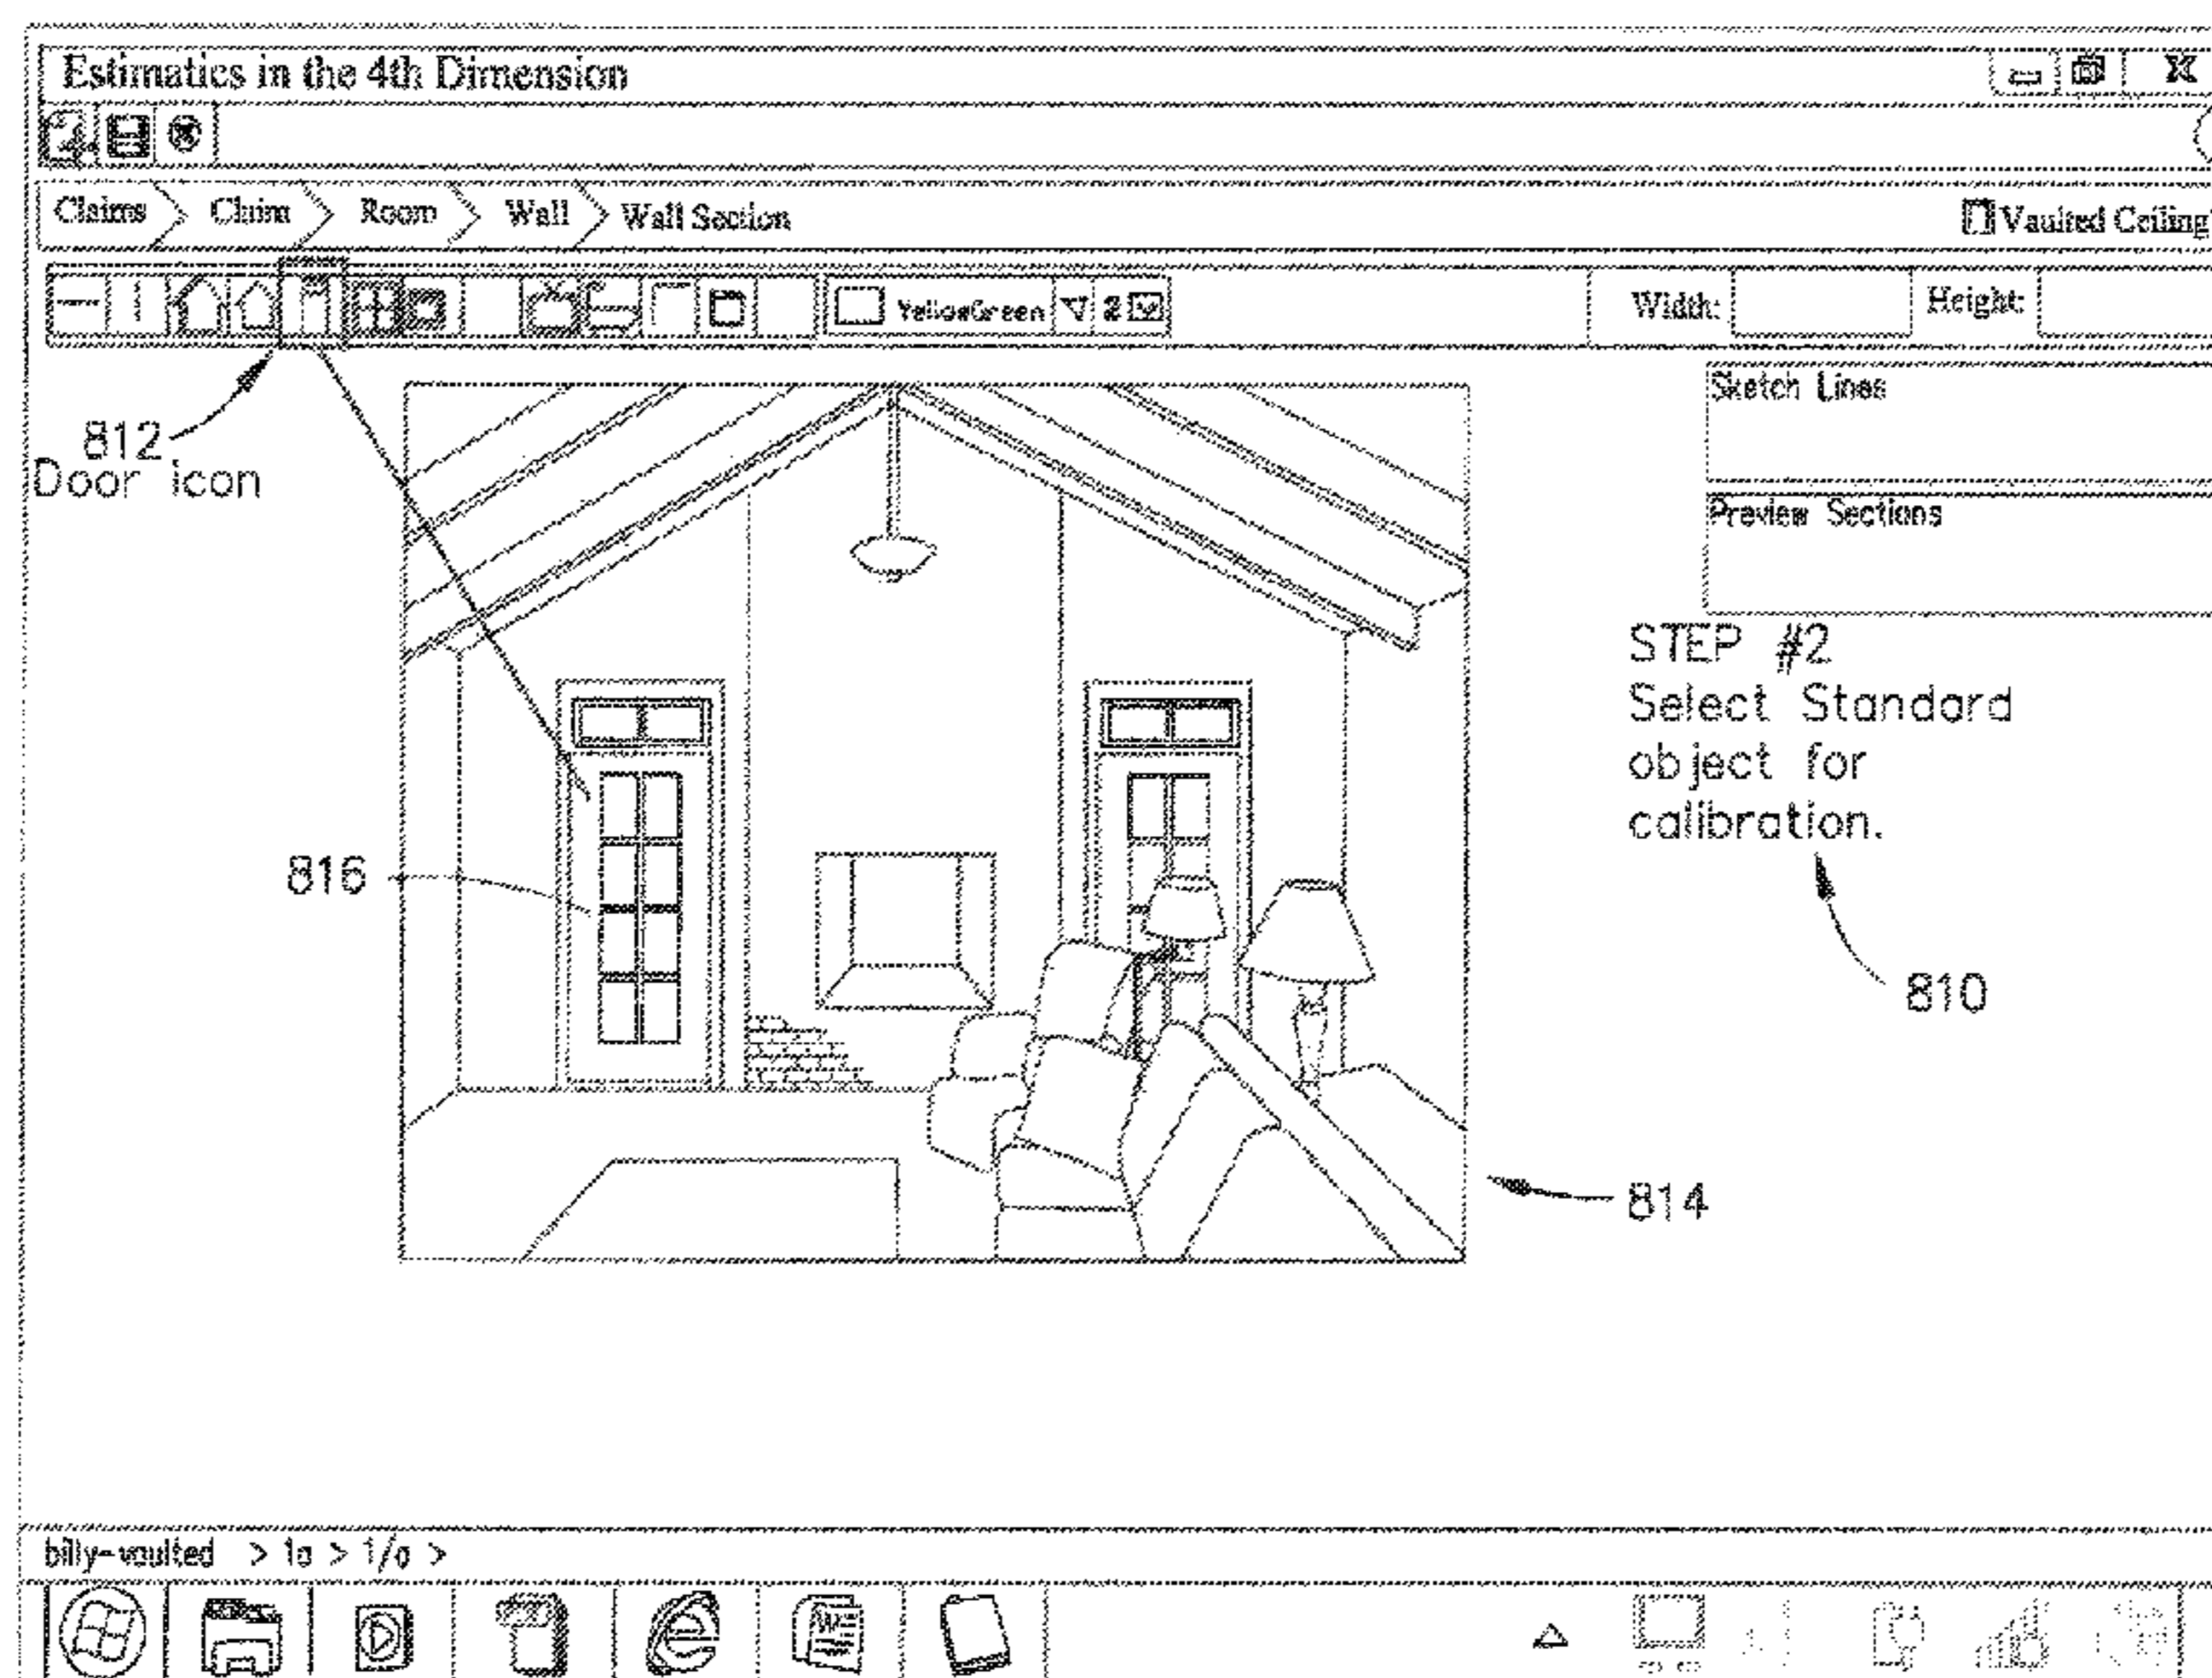 Estimatics in the 4th Dimension
Claims Claim Room Wall Wall Section Vaulted Ceiling
YellowGreen 2 Width: Height:
812
Door icon
Sketch Lines
Preview Sections
STEP #2
Select Standard
object for
calibration.
816
810
814
billy-vaulted > 1a > 1/a >